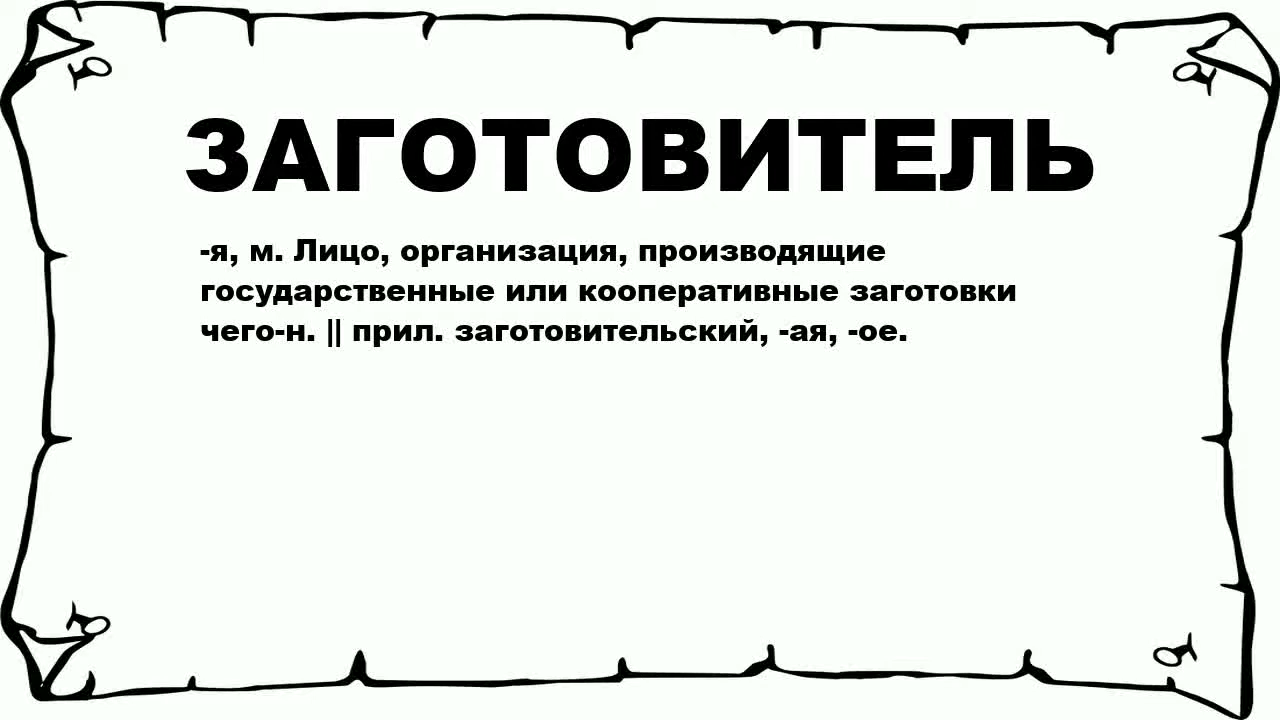 ЗАГОТОВИТЕЛЬ
-я, м. Лицо, организация, производящие
государственные или кооперативные заготовки
чего-н. || прил. заготовительский, -ая, -ое.